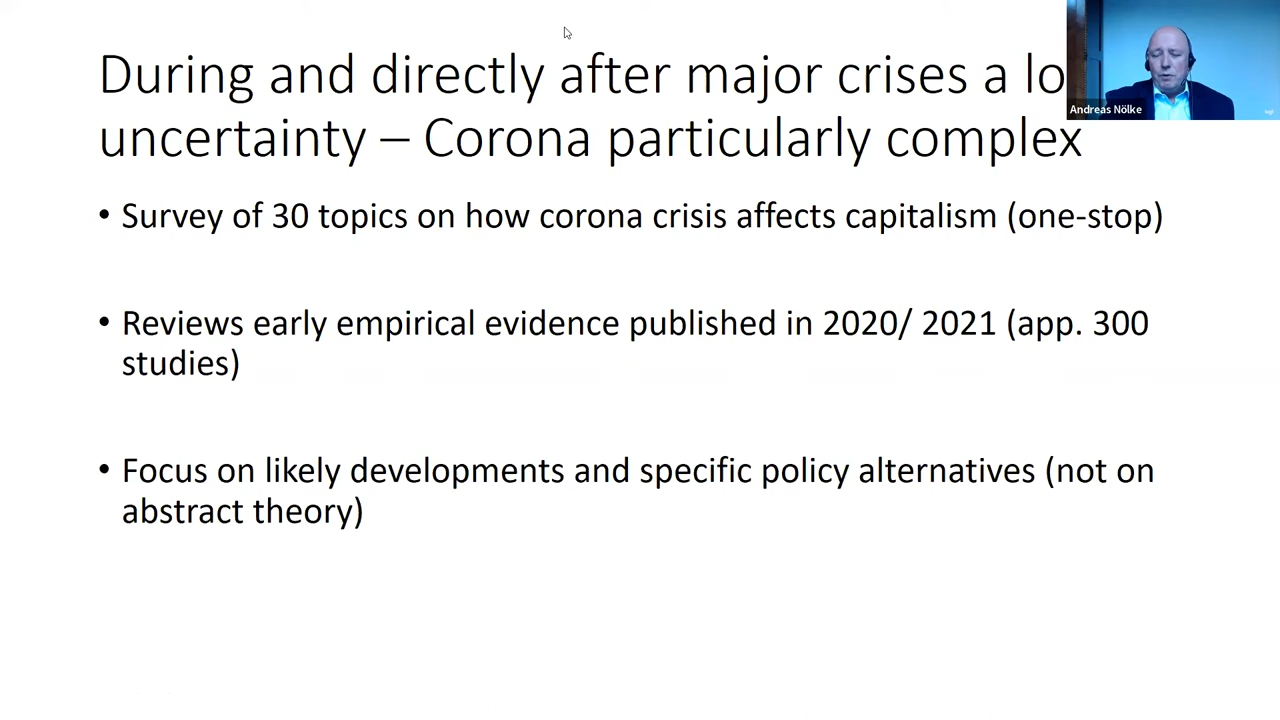 During and directly after major crises a lo
uncertainty – Corona particularly complex
Andreas Nölke
• Survey of 30 topics on how corona crisis affects capitalism (one-stop)
• Reviews early empirical evidence published in 2020/ 2021 (app. 300
studies)
• Focus on likely developments and specific policy alternatives (not on
abstract theory)